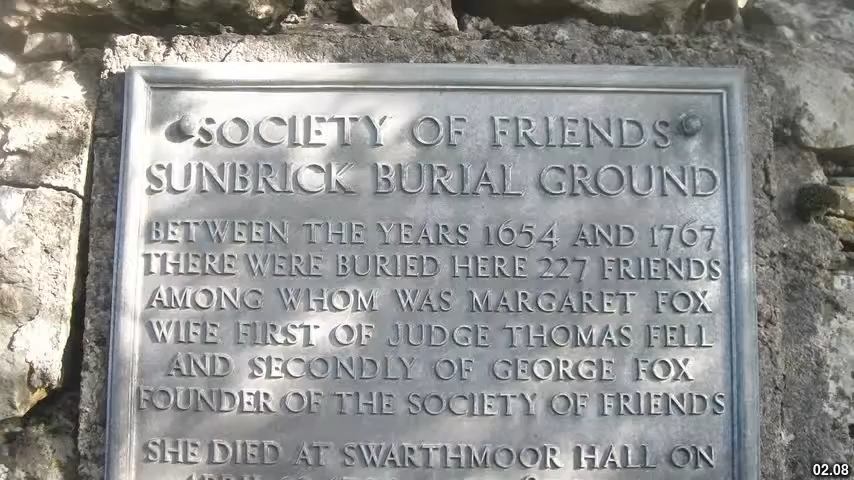 SOCIETY OF FRIENDS
SUNBRICK BURIAL GROUND
BETWEEN THE YEARS 1654 AND 1767
THERE WERE BURIED HERE 227 FRIENDS
AMONG WHOM WAS MARGARET FOX
WIFE FIRST OF JUDGE THOMAS FELL
AND SECONDLY OF GEORGE FOX
FOUNDER OF THE SOCIETY OF FRIENDS
SHE DIED AT SWARTHMOOR HALL ON
02.08